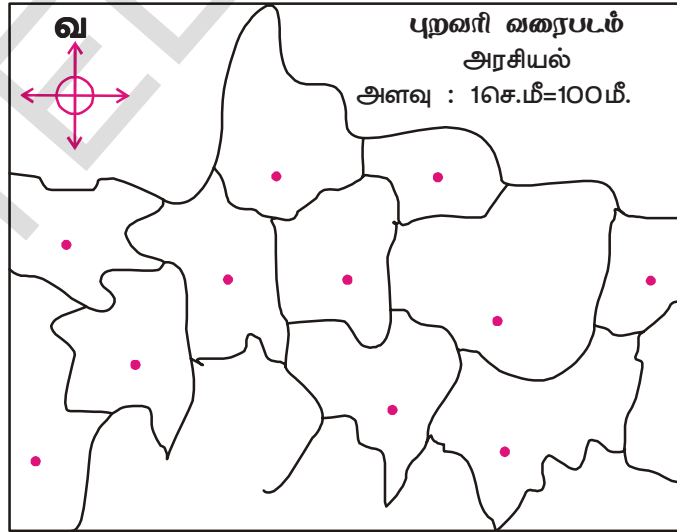 வ
புறவரி வரைபடம்
அரசியல்
அளவு : 1செ.மீ=100மீ.